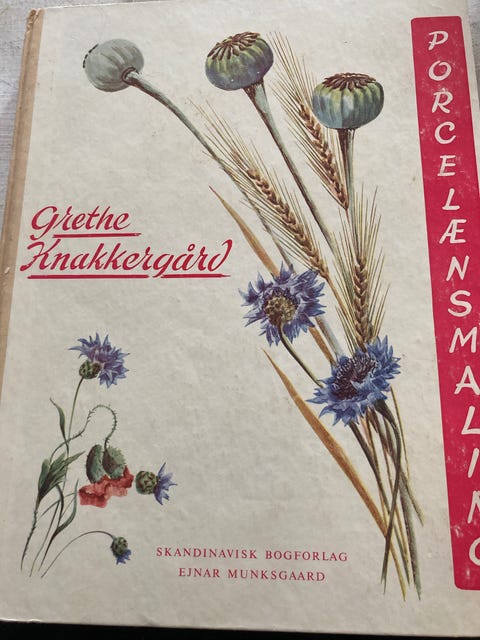 Grethe
Knakkergård
PORCELÆNSMALING
SKANDINAVISK BOGFORLAG
EJNAR MUNKSGAARD